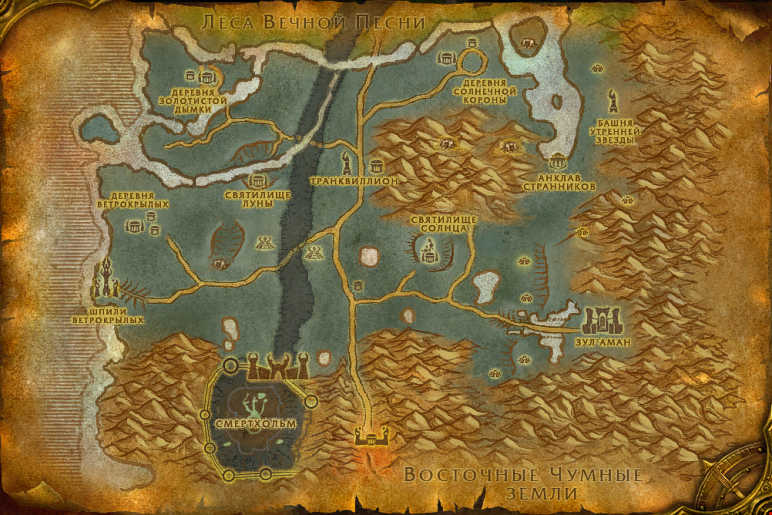 Леса Вечной Песни
Деревня
Золотистой
Дымки
Деревня
Солнечной
Короны
Башня
Утренней
Звезды
Транквиллион
Анклав
Странников
Святилище
Луны
Деревня
Ветрокрылых
Святилище
Солнца
Шпили
Ветрокрылых
Зул'Аман
Смертхольм
Восточные Чумные
земли